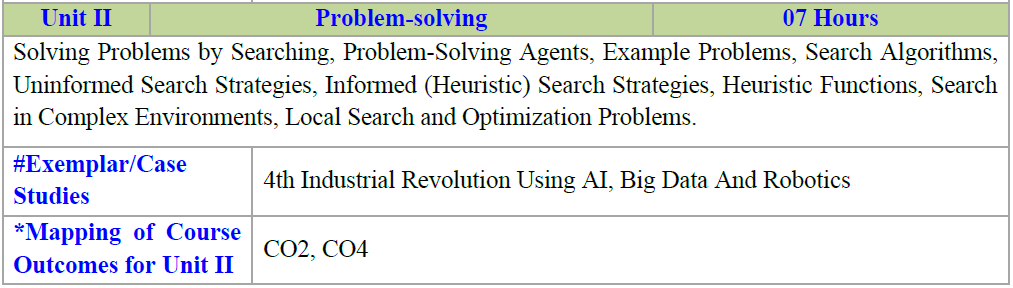 Unit II Problem-solving 07 Hours
Solving Problems by Searching, Problem-Solving Agents, Example Problems, Search Algorithms,
Uninformed Search Strategies, Informed (Heuristic) Search Strategies, Heuristic Functions, Search
in Complex Environments, Local Search and Optimization Problems.
#Exemplar/Case
Studies
4th Industrial Revolution Using AI, Big Data And Robotics
*Mapping of Course
Outcomes for Unit II
CO2, CO4